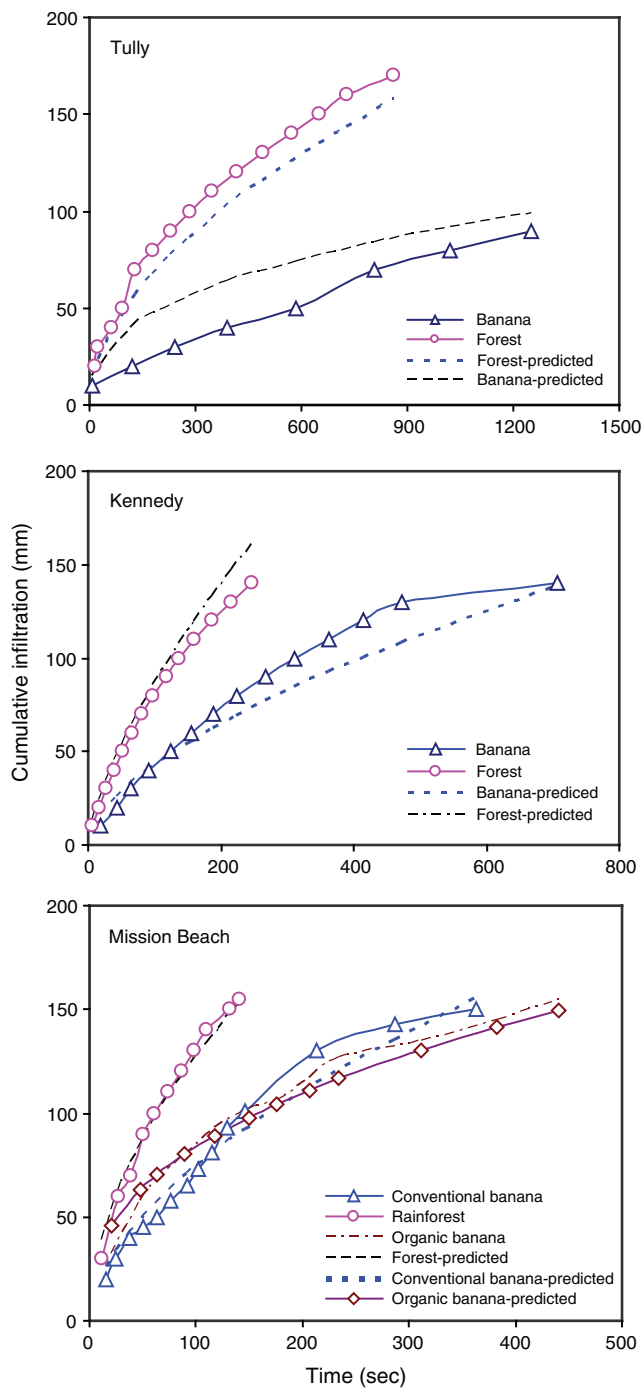 200
Tully
150
100
50
Banana
Forest
Forest-predicted
Banana-predicted
0
0 300 600 900 1200 1500
200
Kennedy
150
100
50
Banana
Forest
Banana-prediced
Forest-predicted
0
0 200 400 600 800
Cumulative infiltration (mm)
200
Mission Beach
150
100
50
Conventional banana
Rainforest
Organic banana
Forest-predicted
Conventional banana-predicted
Organic banana-predicted
0
0 100 200 300 400 500
Time (sec)